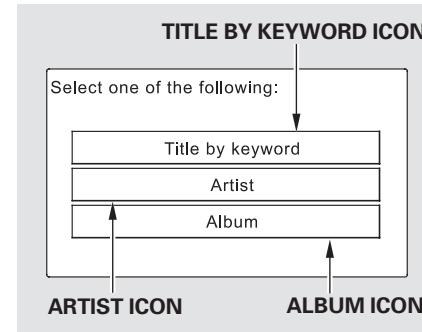 TITLE BY KEYWORD ICON
Select one of the following:
Title by keyword
Artist
Album
ARTIST ICON
ALBUM ICON